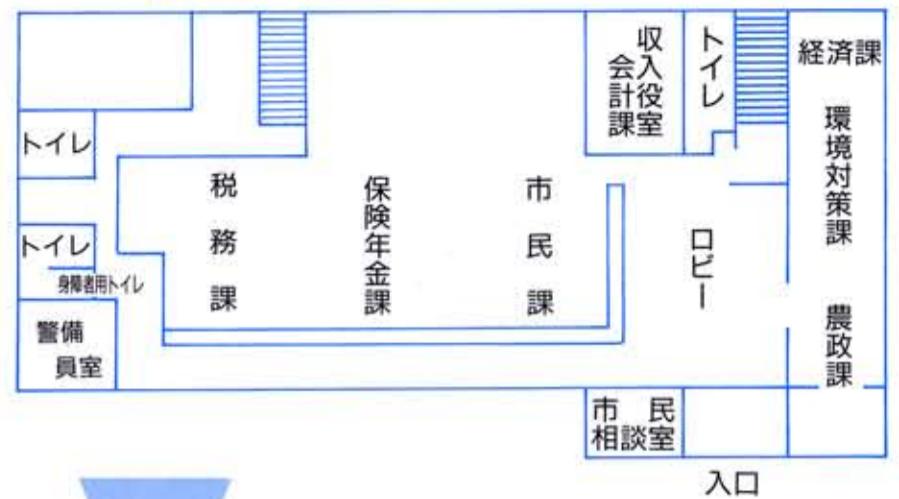 収入役室
会計課
トイレ
経済課
環境対策課
農政課
トイレ
税務課
保険年金課
市民課
ロビー
トイレ
身障者用トイレ
警備
員室
市民
相談室
入口